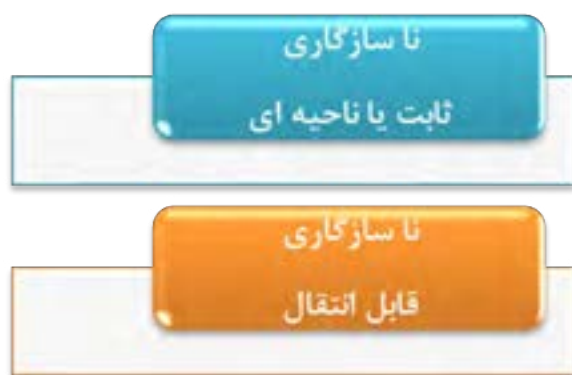 نا سازگاری
ثابت یا ناحیه ای
نا سازگاری
قابل انتقال